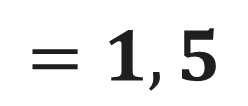 = 1, 5